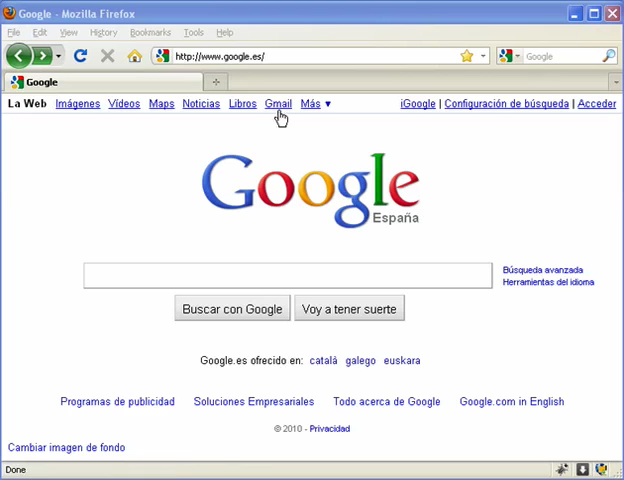 Google - Mozilla Firefox
File Edit View History Bookmarks Tools Help
http://www.google.es/ Google
Google
La Web Imágenes Vídeos Maps Noticias Libros Gmail Más ▼ iGoogle | Configuración de búsqueda | Acceder
Google
España
Búsqueda avanzada
Herramientas del idioma
Buscar con Google Voy a tener suerte
Google.es ofrecido en: català galego euskara
Programas de publicidad Soluciones Empresariales Todo acerca de Google Google.com in English
© 2010 - Privacidad
Cambiar imagen de fondo
Done